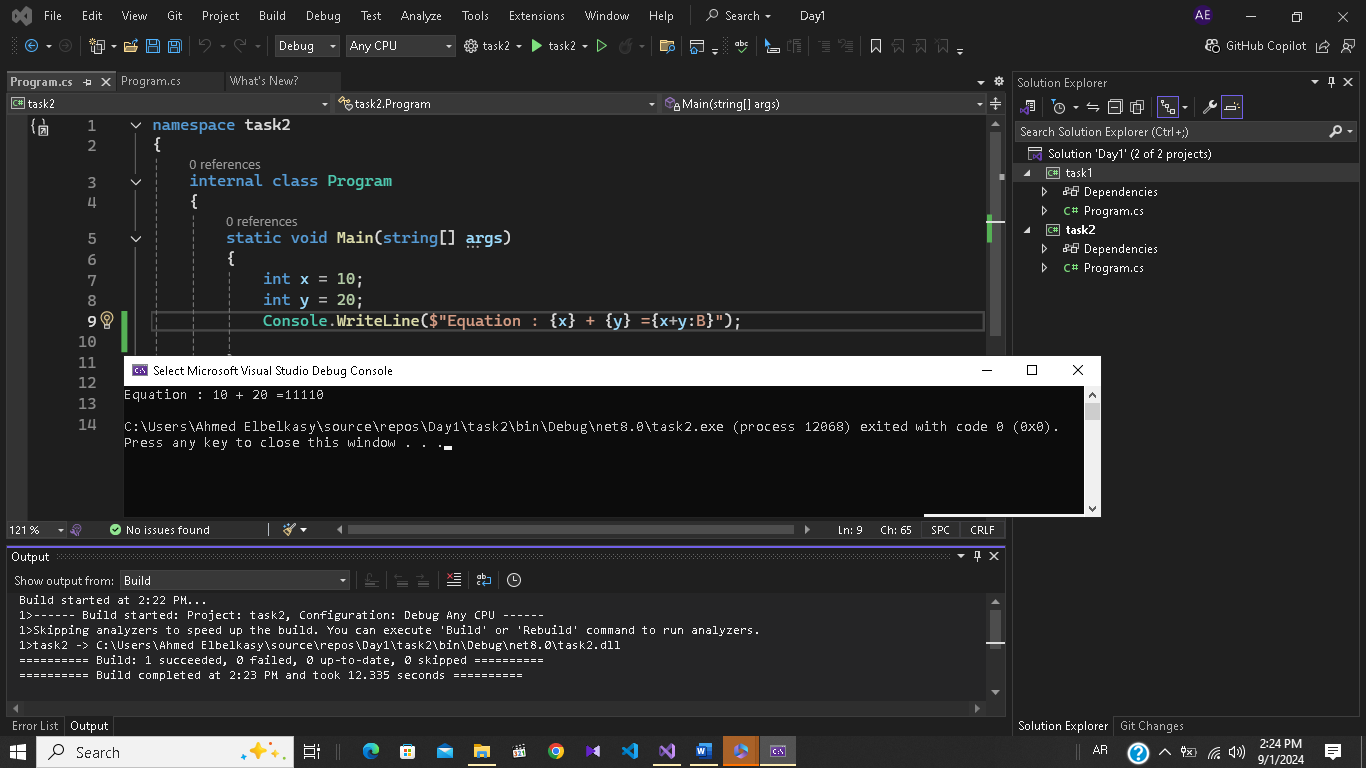 File Edit View Git Project Build Debug Test Analyze Tools Extensions Window Help Search Day1 AE
Debug Any CPU task2 task2 GitHub Copilot
Program.cs Program.cs What's New?
task2 task2.Program Main(string[] args)
1 namespace task2
2 {
0 references
3 internal class Program
4 {
0 references
5 static void Main(string[] args)
6 {
7 int x = 10;
8 int y = 20;
9 Console.WriteLine($"Equation : {x} + {y} ={x+y:B}");
10
11
12
13
14
Select Microsoft Visual Studio Debug Console
Equation : 10 + 20 =11110
C:\Users\Ahmed Elbelkasy\source\repos\Day1\task2\bin\Debug\net8.0\task2.exe (process 12068) exited with code 0 (0x0).
Press any key to close this window . . .
121 % No issues found Ln: 9 Ch: 65 SPC CRLF
Output
Show output from: Build
Build started at 2:22 PM...
1>------ Build started: Project: task2, Configuration: Debug Any CPU ------
1>Skipping analyzers to speed up the build. You can execute 'Build' or 'Rebuild' command to run analyzers.
1>task2 -> C:\Users\Ahmed Elbelkasy\source\repos\Day1\task2\bin\Debug\net8.0\task2.dll
========== Build: 1 succeeded, 0 failed, 0 up-to-date, 0 skipped ==========
========== Build completed at 2:23 PM and took 12.335 seconds ==========
Error List Output
Solution Explorer
Search Solution Explorer (Ctrl+;)
Solution 'Day1' (2 of 2 projects)
task1
Dependencies
C# Program.cs
task2
Dependencies
C# Program.cs
Solution Explorer Git Changes
Search
AR
2:24 PM
9/1/2024